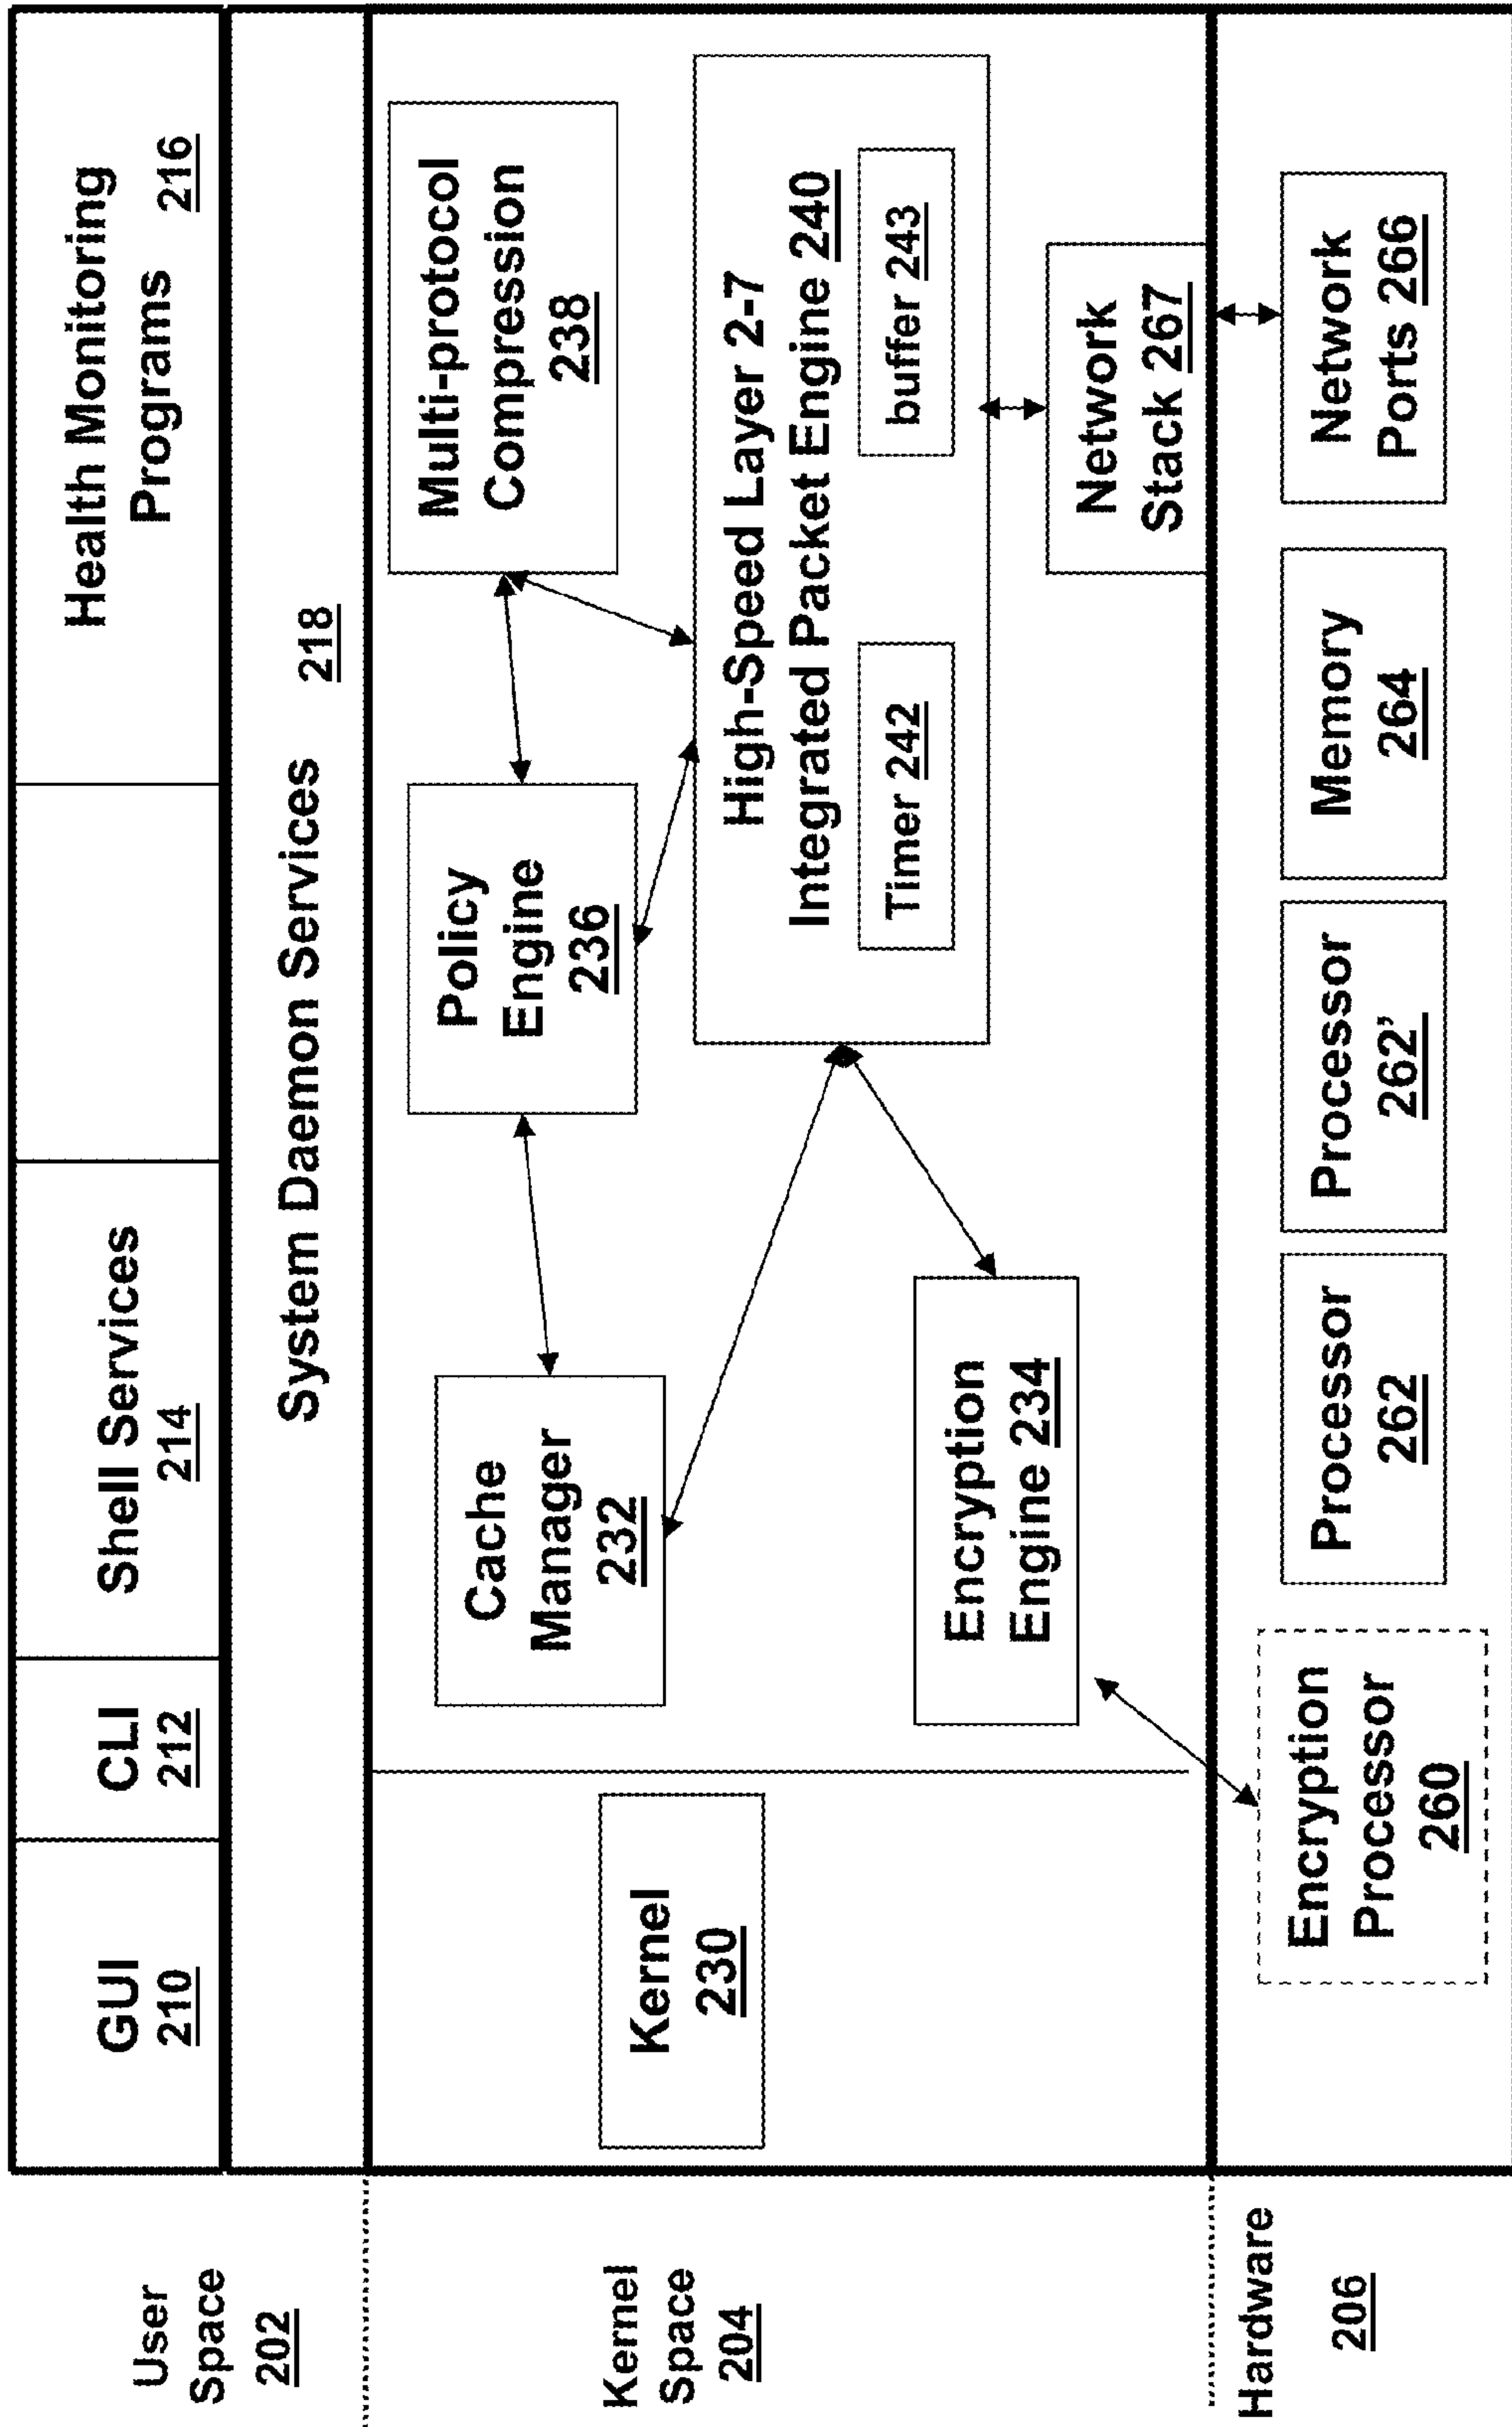 User
Space
202
GUI
210
CLI
212
Shell Services
214
Health Monitoring
Programs 216
System Daemon Services 218
Kernel
Space
204
Kernel
230
Cache
Manager
232
Policy
Engine
236
Multi-protocol
Compression
238
High-Speed Layer 2-7
Integrated Packet Engine 240
Timer 242
buffer 243
Encryption
Engine 234
Network
Stack 267
Hardware
206
Encryption
Processor
260
Processor
262
Processor
262’
Memory
264
Network
Ports 266